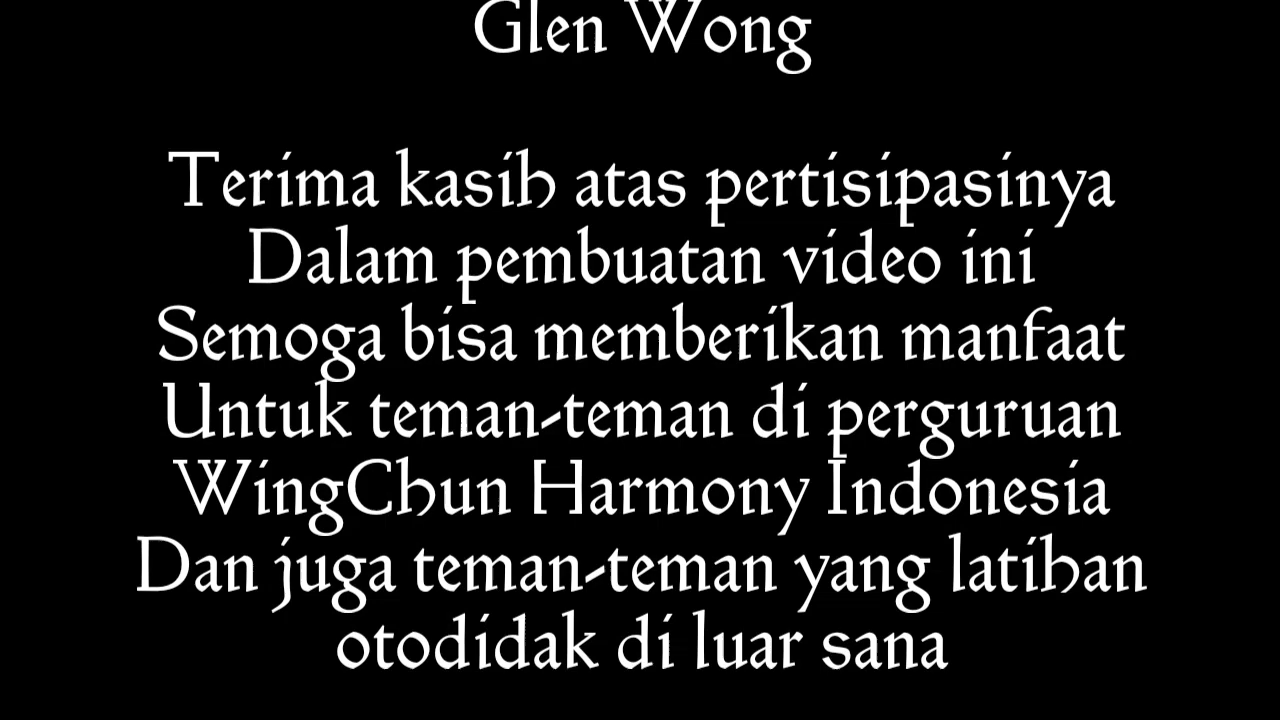 Glen Wong
Terima kasih atas pertisipasinya
Dalam pembuatan video ini
Semoga bisa memberikan manfaat
Untuk teman-teman di perguruan
WingChun Harmony Indonesia
Dan juga teman-teman yang latihan
otodidak di luar sana